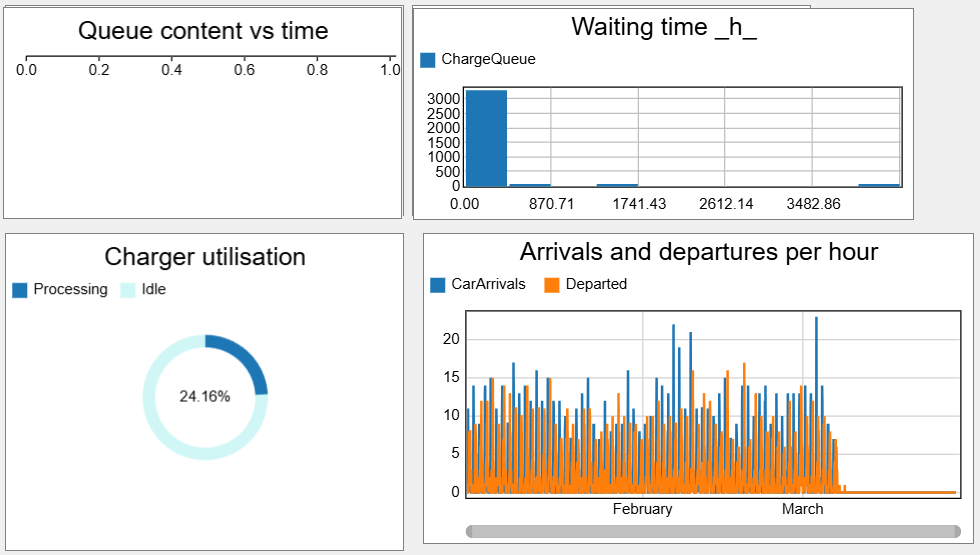 Queue content vs time
0.0 0.2 0.4 0.6 0.8 1.0
Waiting time _h_
ChargeQueue
3000
2500
2000
1500
1000
500
0
0.00 870.71 1741.43 2612.14 3482.86
Charger utilisation
Processing Idle
24.16%
Arrivals and departures per hour
CarArrivals Departed
20
15
10
5
0
February March